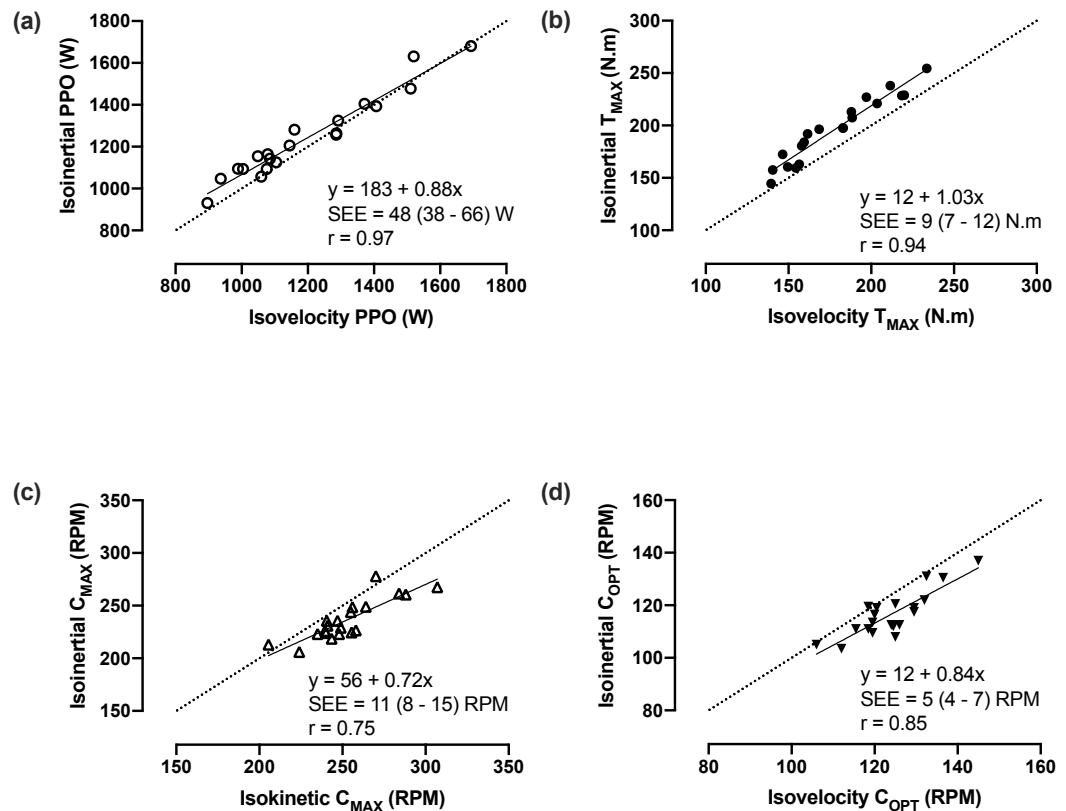 (a)
Isoinertial PPO (W)
1800
1600
1400
1200
1000
800
y = 183 + 0.88x
SEE = 48 (38 - 66) W
r = 0.97
800 1000 1200 1400 1600 1800
Isovelocity PPO (W)
(b)
Isoinertial TMAX (N.m)
300
250
200
150
100
y = 12 + 1.03x
SEE = 9 (7 - 12) N.m
r = 0.94
100 150 200 250 300
Isovelocity TMAX (N.m)
(c)
Isoinertial CMAX (RPM)
350
300
250
200
150
y = 56 + 0.72x
SEE = 11 (8 - 15) RPM
r = 0.75
150 200 250 300 350
Isokinetic CMAX (RPM)
(d)
Isoinertial COPT (RPM)
160
140
120
100
80
y = 12 + 0.84x
SEE = 5 (4 - 7) RPM
r = 0.85
80 100 120 140 160
Isovelocity COPT (RPM)